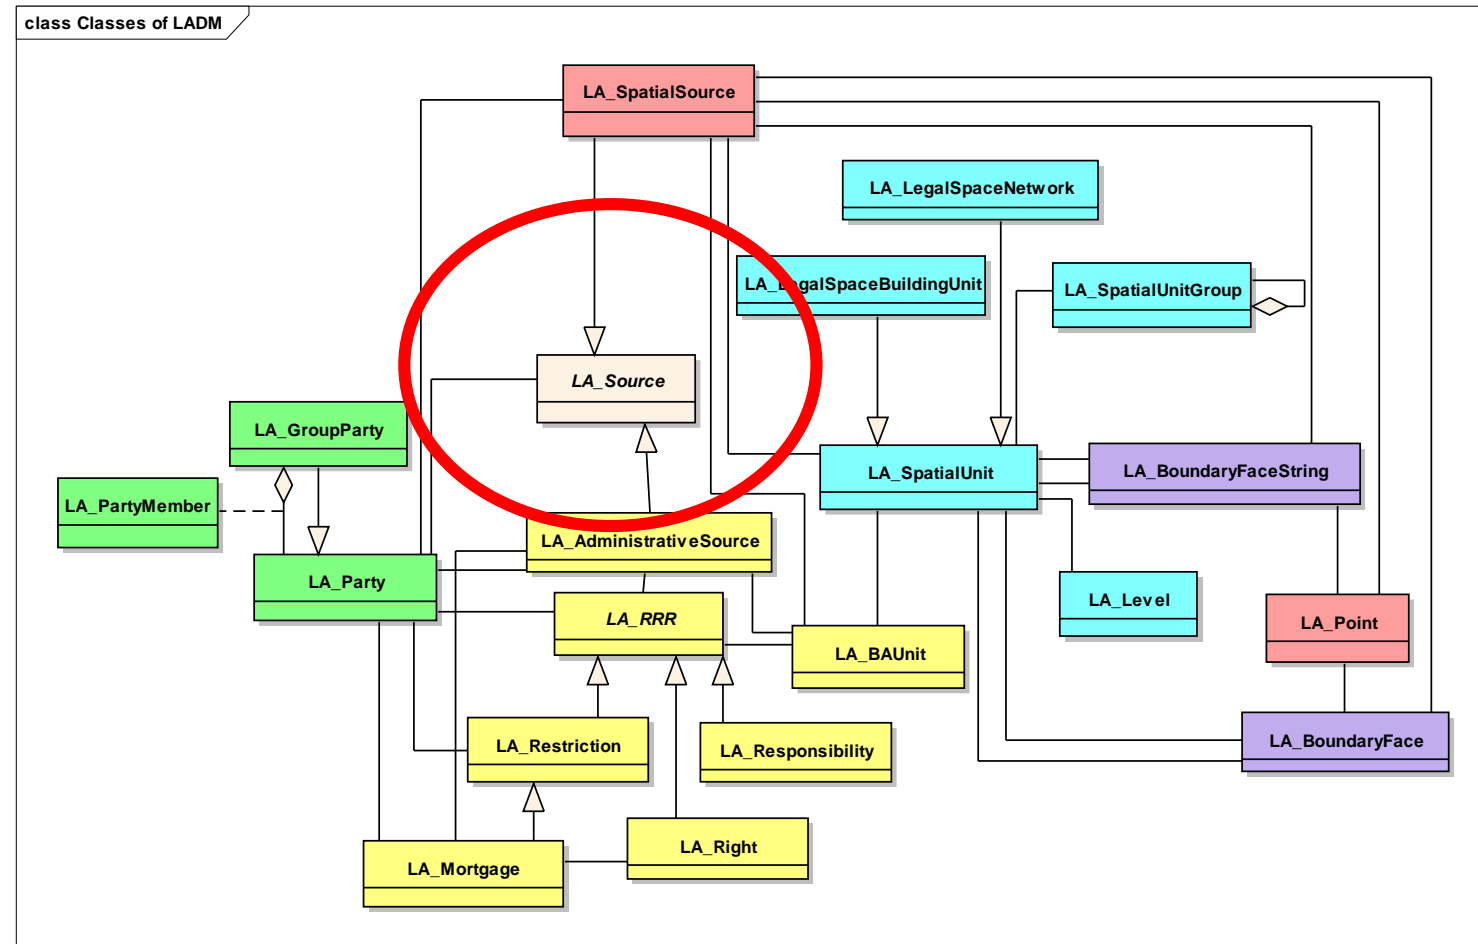 class Classes of LADM
LA_SpatialSource
LA_LegalSpaceNetwork
LA_LegalSpaceBuildingUnit
LA_SpatialUnitGroup
LA_Source
LA_GroupParty
LA_SpatialUnit
LA_BoundaryFaceString
LA_PartyMember
LA_AdministrativeSource
LA_Party
LA_Level
LA_RRR
LA_Point
LA_BAUnit
LA_Restriction
LA_Responsibility
LA_BoundaryFace
LA_Right
LA_Mortgage